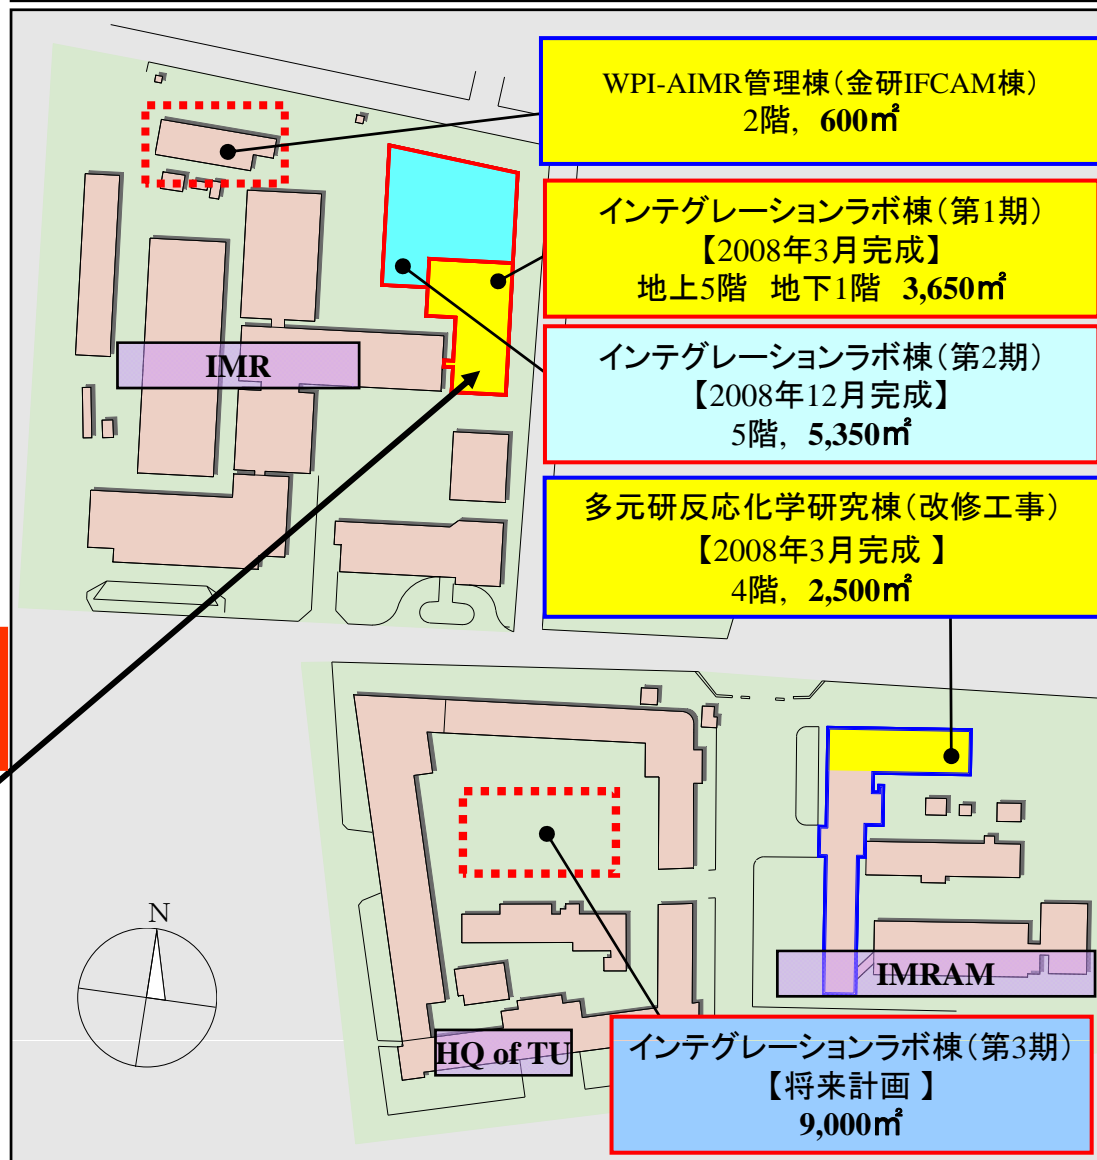 WPI-AIMR管理棟(金研IFCAM棟)
2階, 600㎡
インテグレーションラボ棟(第1期)
【2008年3月完成】
地上5階 地下1階 3,650㎡
インテグレーションラボ棟(第2期)
【2008年12月完成】
5階, 5,350㎡
IMR
多元研反応化学研究棟(改修工事)
【2008年3月完成 】
4階, 2,500㎡
N
IMRAM
HQ of TU
インテグレーションラボ棟(第3期)
【将来計画 】
9,000㎡